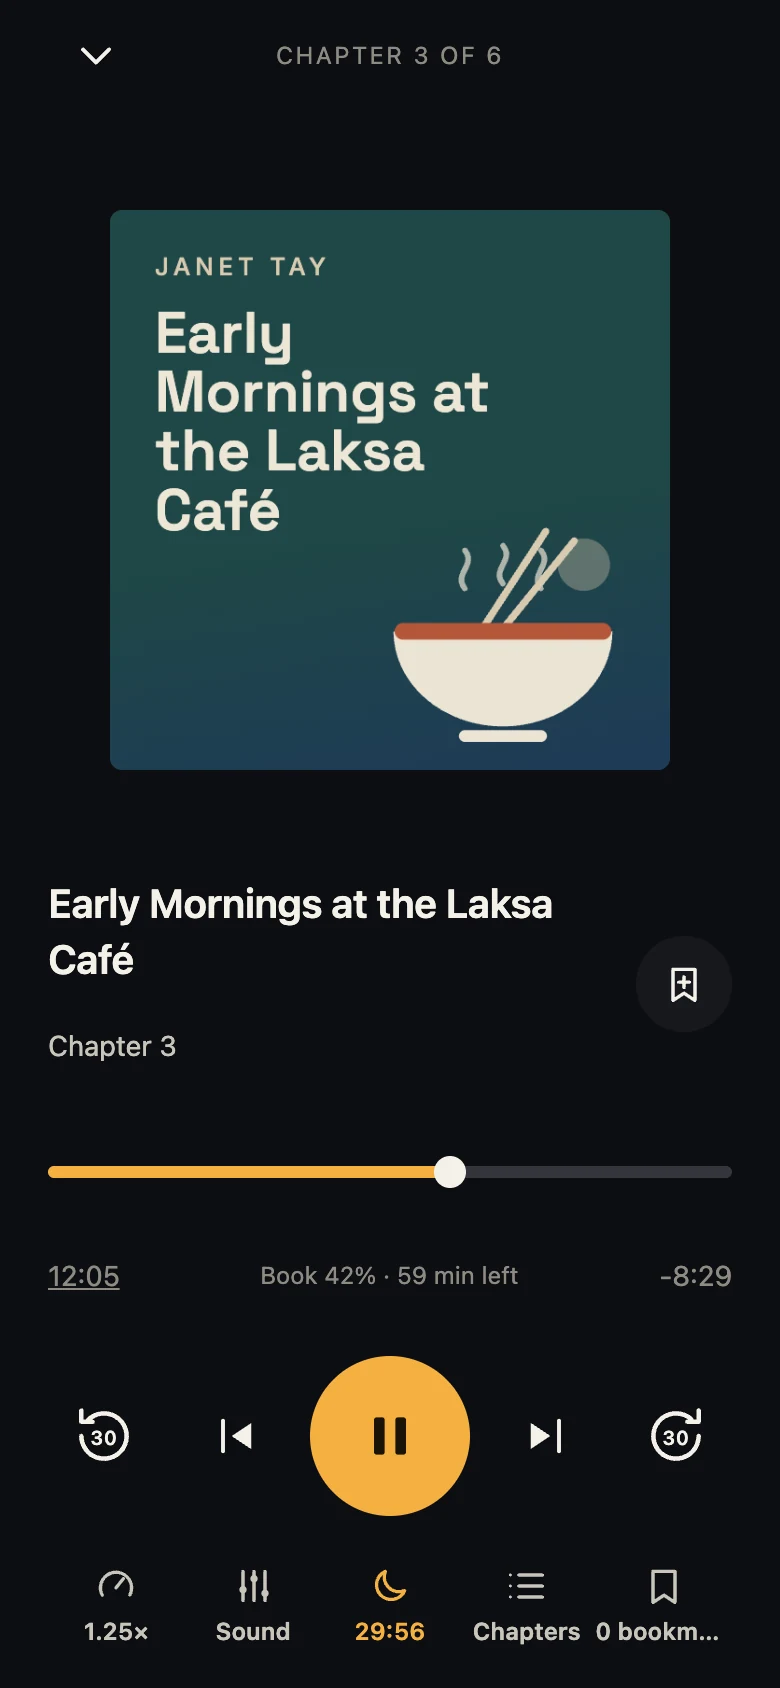 CHAPTER 3 OF 6
JANET TAY
Early
Mornings at
the Laksa
Café
Early Mornings at the Laksa
Café
Chapter 3
12:05
Book 42% · 59 min left
-8:29
30
30
1.25×
Sound
29:56
Chapters
0 bookm...